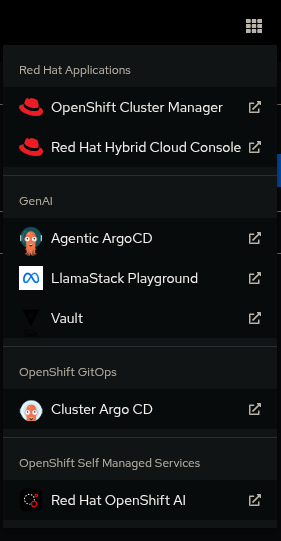 Red Hat Applications
OpenShift Cluster Manager
Red Hat Hybrid Cloud Console
GenAI
Agentic ArgoCD
LlamaStack Playground
Vault
OpenShift GitOps
Cluster Argo CD
OpenShift Self Managed Services
Red Hat OpenShift AI